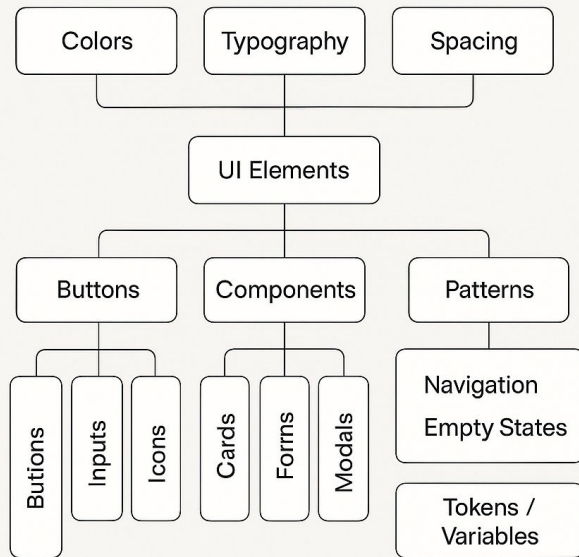 Colors
Typography
Spacing
UI Elements
Buttons
Components
Patterns
Butions
Inputs
Icons
Cards
Forrns
Modals
Navigation
Empty States
Tokens /
Variables